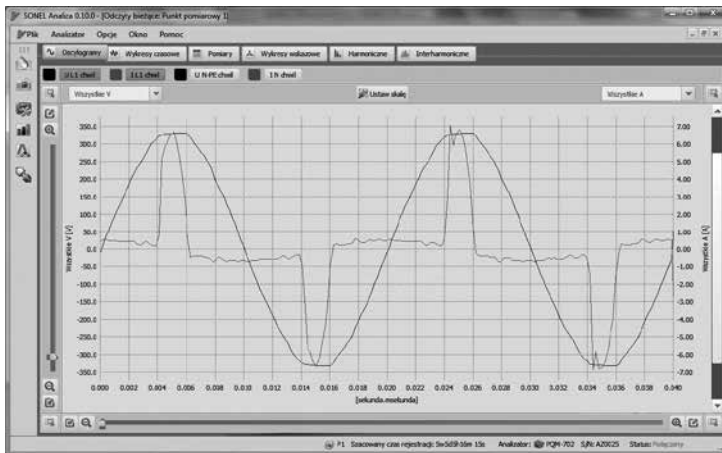 SONEL Analiza 0.10.0 - [Odczyty bieżące: Punkt pomiarowy 1]
Plik Analizator Opcje Okno Pomoc
Oscylogramy Wykresy czasowe Pomiary Wykresy wskazowe Harmoniczne Interharmoniczne
U L1 chwil I L1 chwil U N-PE chwil I N chwil
Wszystkie V Ustaw skalę Wszystkie A
350.0 7.00
300.0 6.00
250.0 5.00
200.0 4.00
150.0 3.00
100.0 2.00
50.0 1.00
0.0 0.00
-50.0 -1.00
-100.0 -2.00
-150.0 -3.00
-200.0 -4.00
-250.0 -5.00
-300.0 -6.00
-350.0 -7.00
Wszystkie V [V]
Wszystkie A [A]
0.000 0.002 0.004 0.006 0.008 0.010 0.012 0.014 0.016 0.018 0.020 0.022 0.024 0.026 0.028 0.030 0.032 0.034 0.036 0.038 0.040
[sekunda.msekunda]
P1 Szacowany czas rejestracji: 5w5d9h16m 15s Analizator: PQM-702 S/N: AZ0025 Status: Połączony